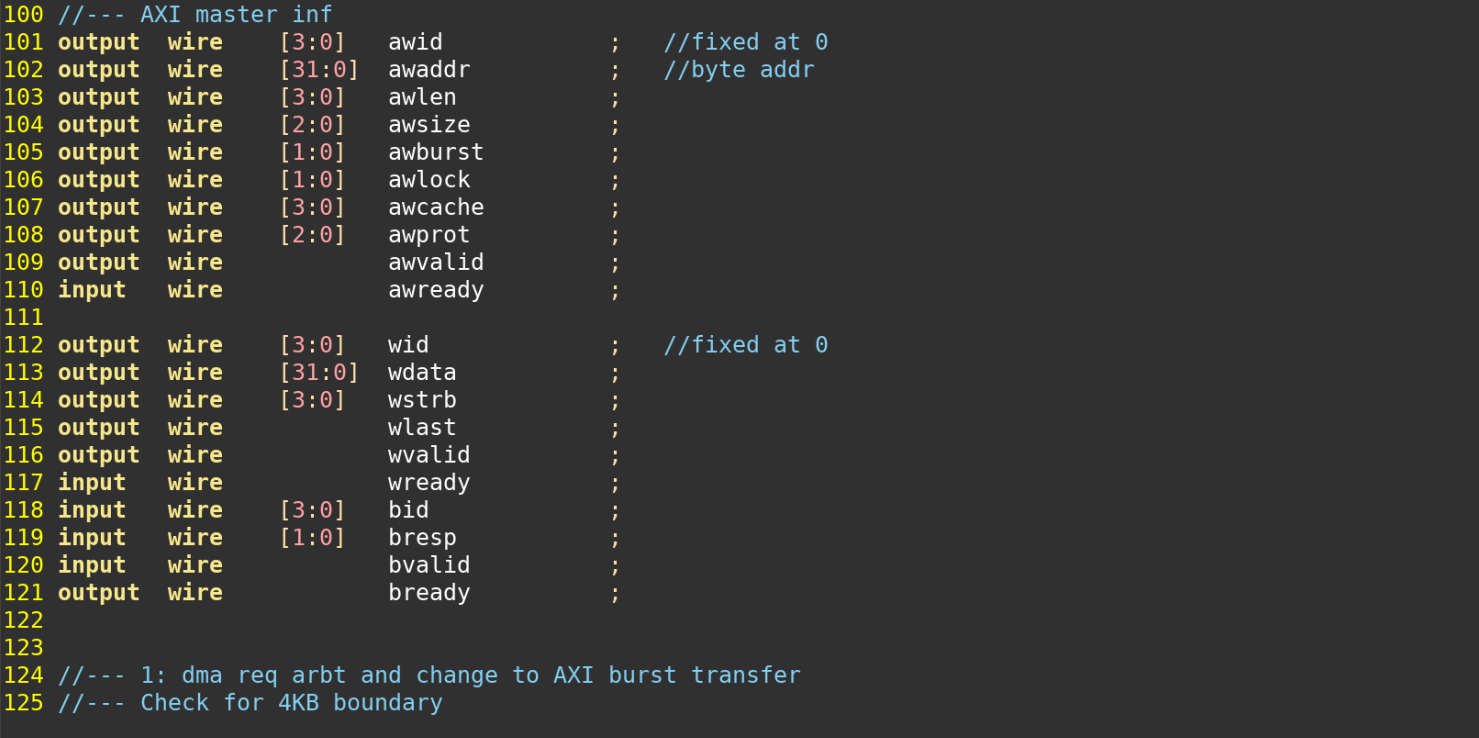 100 //--- AXI master inf
101 output  wire    [3:0]   awid            ;   //fixed at 0
102 output  wire    [31:0]  awaddr          ;   //byte addr
103 output  wire    [3:0]   awlen           ;
104 output  wire    [2:0]   awsize          ;
105 output  wire    [1:0]   awburst         ;
106 output  wire    [1:0]   awlock          ;
107 output  wire    [3:0]   awcache         ;
108 output  wire    [2:0]   awprot          ;
109 output  wire            awvalid         ;
110 input   wire            awready         ;
111
112 output  wire    [3:0]   wid             ;   //fixed at 0
113 output  wire    [31:0]  wdata           ;
114 output  wire    [3:0]   wstrb           ;
115 output  wire            wlast           ;
116 output  wire            wvalid          ;
117 input   wire            wready          ;
118 input   wire    [3:0]   bid             ;
119 input   wire    [1:0]   bresp           ;
120 input   wire            bvalid          ;
121 output  wire            bready          ;
122
123
124 //--- 1: dma req arbt and change to AXI burst transfer
125 //--- Check for 4KB boundary